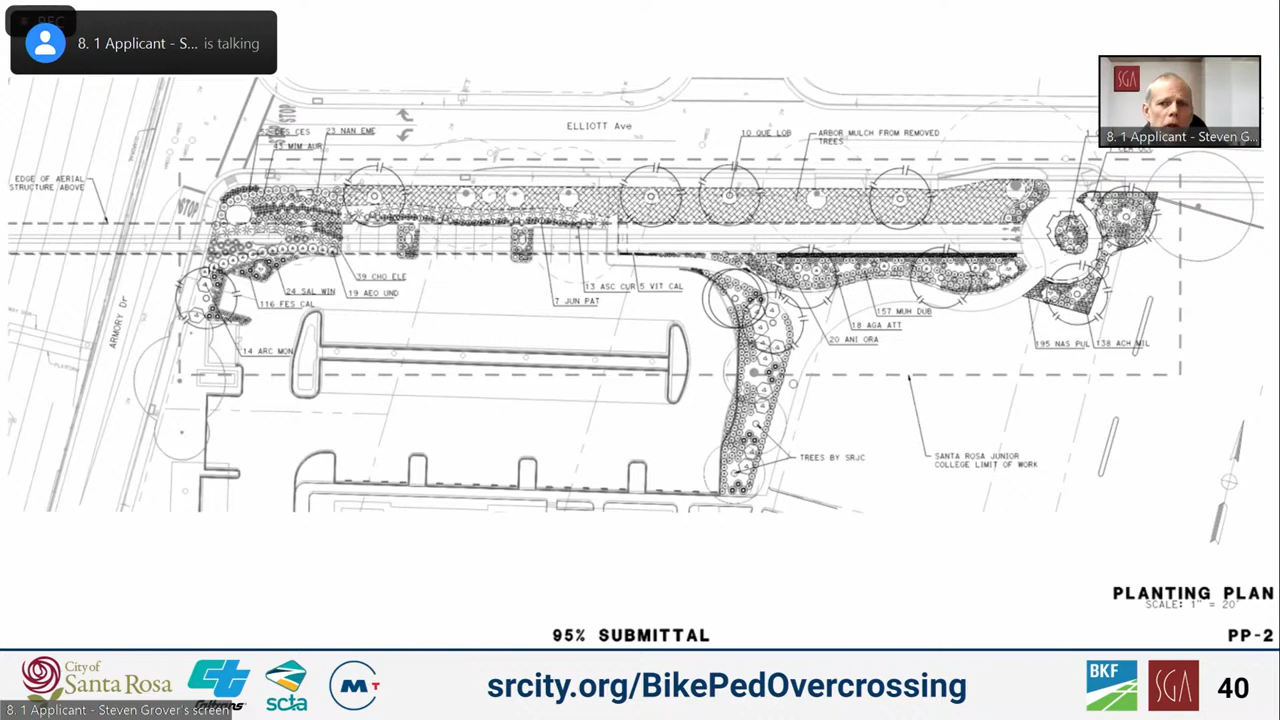 8. 1 Applicant - S... is talking
SGA
8. 1 Applicant - Steven G...
ELLIOTT Ave
23 NAN EME
43 MIM AUR
10 QUE LOB
ARBOR MULCH FROM REMOVED
TREES
EDGE OF AERIAL
STRUCTURE ABOVE
STOP
STOP
39 CHO ELE
24 SAL WIN
19 AEO UND
116 FES CAL
13 ASC CUR
5 VIT CAL
7 JUN PAT
157 MUH DUB
18 AGA ATT
20 ANI ORA
195 NAS PUL
138 ACH MIL
14 ARC MON
ARMORY Dr
TREES BY SRJC
SANTA ROSA JUNIOR
COLLEGE LIMIT OF WORK
PLANTING PLAN
SCALE: 1" = 20'
95% SUBMITTAL
PP-2
City of
Santa Rosa
scta
MT
srcity.org/BikePedOvercrossing
BKF
SGA
40
8. 1 Applicant - Steven Grover's screen